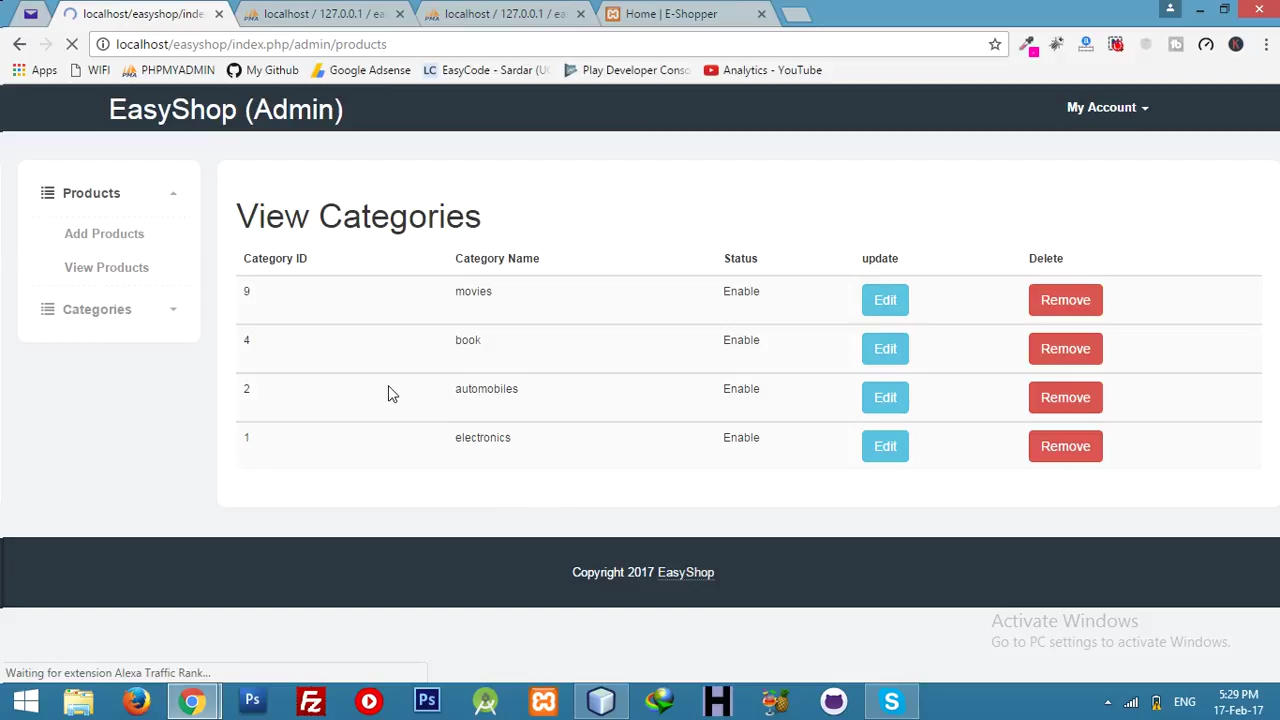 localhost/easyshop/inde
localhost / 127.0.0.1 / ea
localhost / 127.0.0.1 / ea
Home | E-Shopper
localhost/easyshop/index.php/admin/products
Apps
WIFI
PHPMYADMIN
My Github
Google Adsense
LC EasyCode - Sardar (UC
Play Developer Conso
Analytics - YouTube
EasyShop (Admin)
My Account
Products
Add Products
View Products
Categories
View Categories
Category ID Category Name Status update Delete
9 movies Enable Edit Remove
4 book Enable Edit Remove
2 automobiles Enable Edit Remove
1 electronics Enable Edit Remove
Copyright 2017 EasyShop
Activate Windows
Go to PC settings to activate Windows.
Waiting for extension Alexa Traffic Rank...
ENG
5:29 PM
17-Feb-17